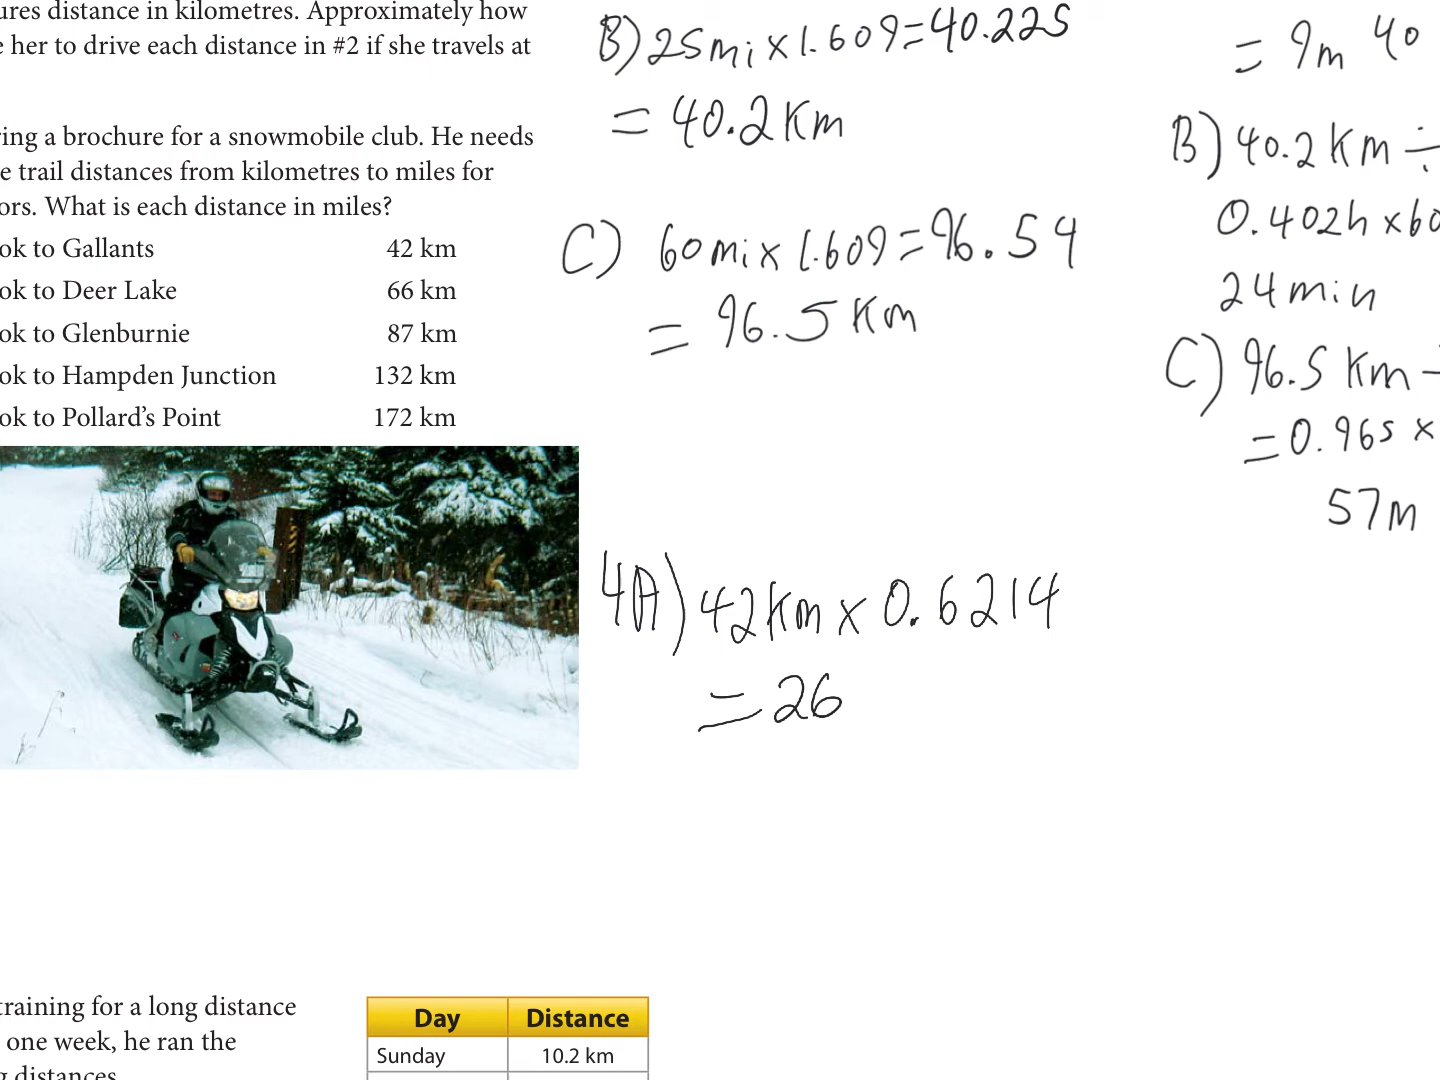 ures distance in kilometres. Approximately how
e her to drive each distance in #2 if she travels at
ring a brochure for a snowmobile club. He needs
e trail distances from kilometres to miles for
ors. What is each distance in miles?
ok to Gallants 42 km
ok to Deer Lake 66 km
ok to Glenburnie 87 km
ok to Hampden Junction 132 km
ok to Pollard's Point 172 km
B) 25mi x 1.609 = 40.225
= 40.2 Km
C) 60mi x 1.609 = 96.54
= 96.5 Km
4A) 42 Km x 0.6214
= 26
= 9m 40
B) 40.2 Km ÷
0.402h x 60
24 min
C) 96.5 Km
= 0.965 x
57m
training for a long distance
one week, he ran the
g distances.
Day Distance
Sunday 10.2 km